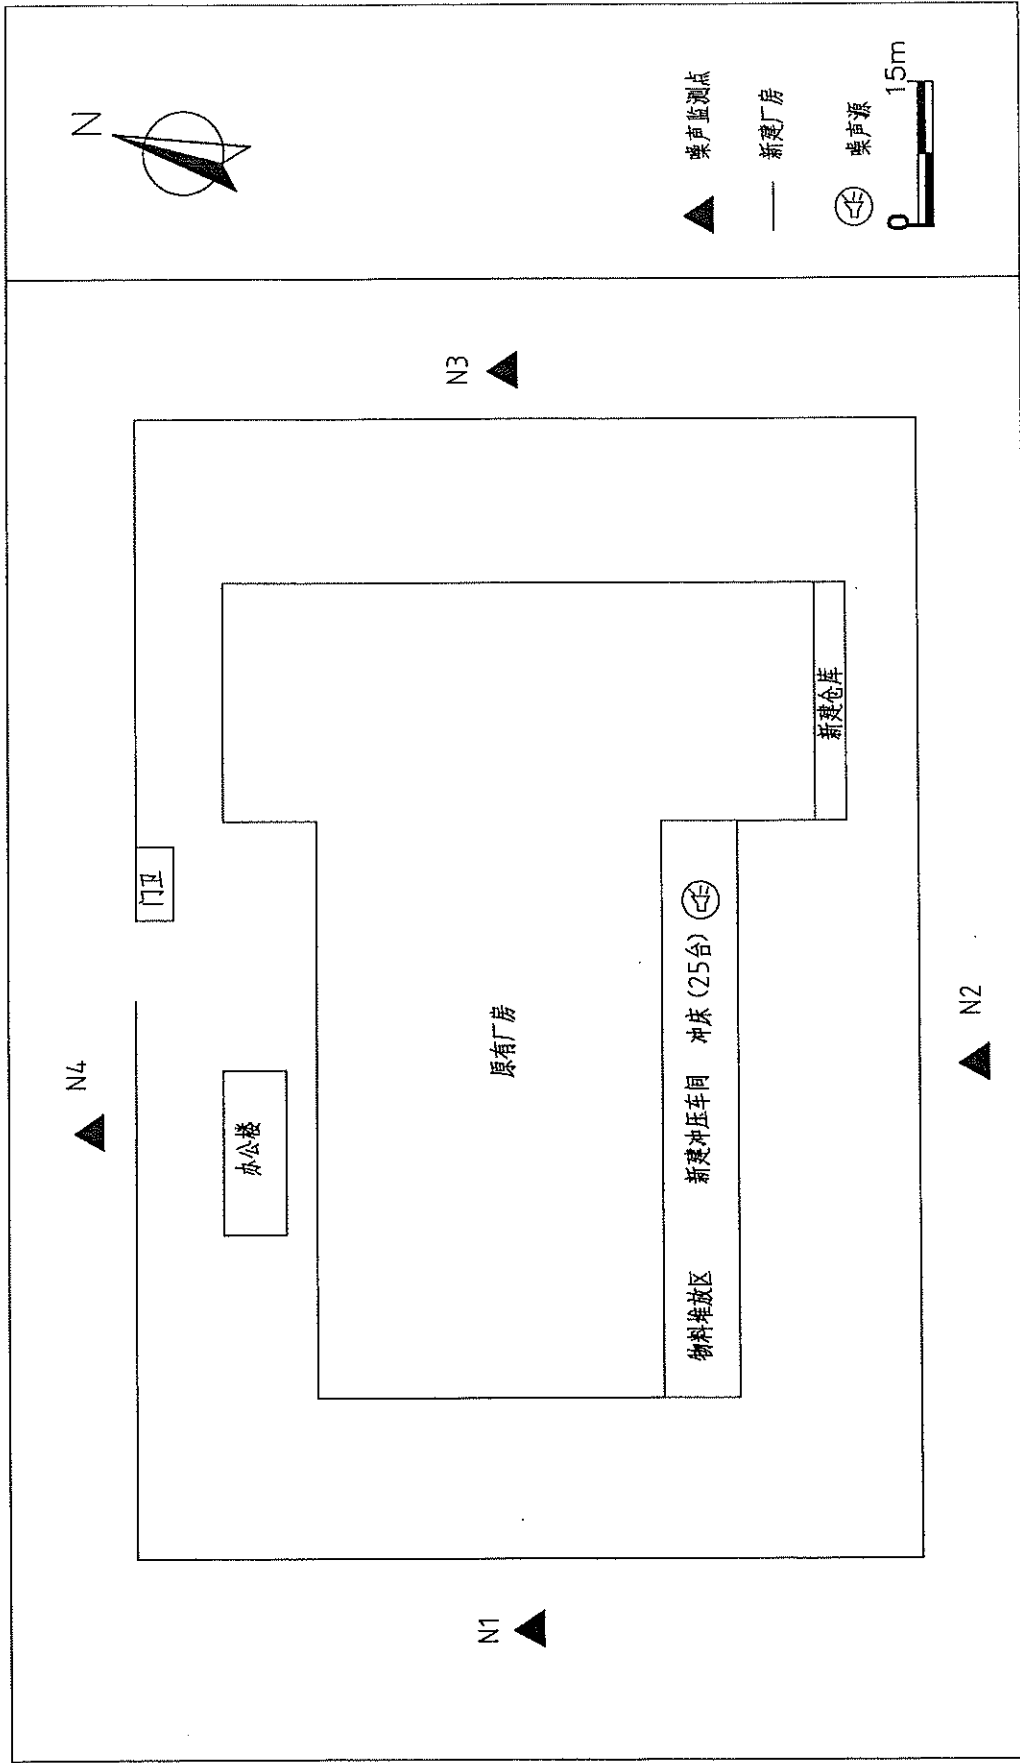 N
噪声监测点
新建厂房
噪声源
0 15m
N3
新建仓库
门卫
冲床（25台）
新建冲压车间
物料堆放区
原有厂房
办公楼
N4
N2
N1